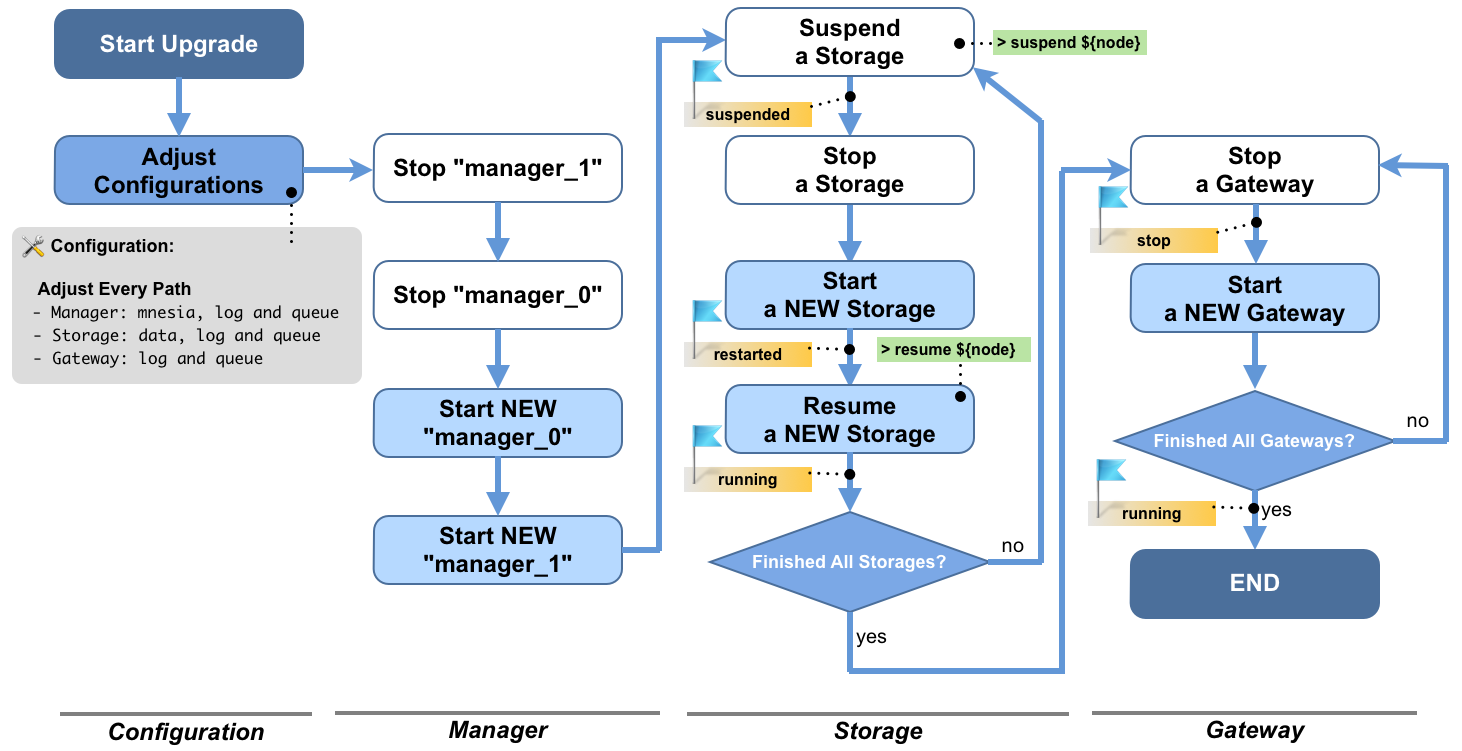 Start Upgrade
Adjust
Configurations
Configuration:
Adjust Every Path
- Manager: mnesia, log and queue
- Storage: data, log and queue
- Gateway: log and queue
Stop "manager_1"
Stop "manager_0"
Start NEW
"manager_0"
Start NEW
"manager_1"
Suspend
a Storage
> suspend ${node}
suspended
Stop
a Storage
Start
a NEW Storage
restarted
> resume ${node}
Resume
a NEW Storage
running
Finished All Storages?
no
yes
Stop
a Gateway
stop
Start
a NEW Gateway
Finished All Gateways?
no
running
yes
END
Configuration
Manager
Storage
Gateway